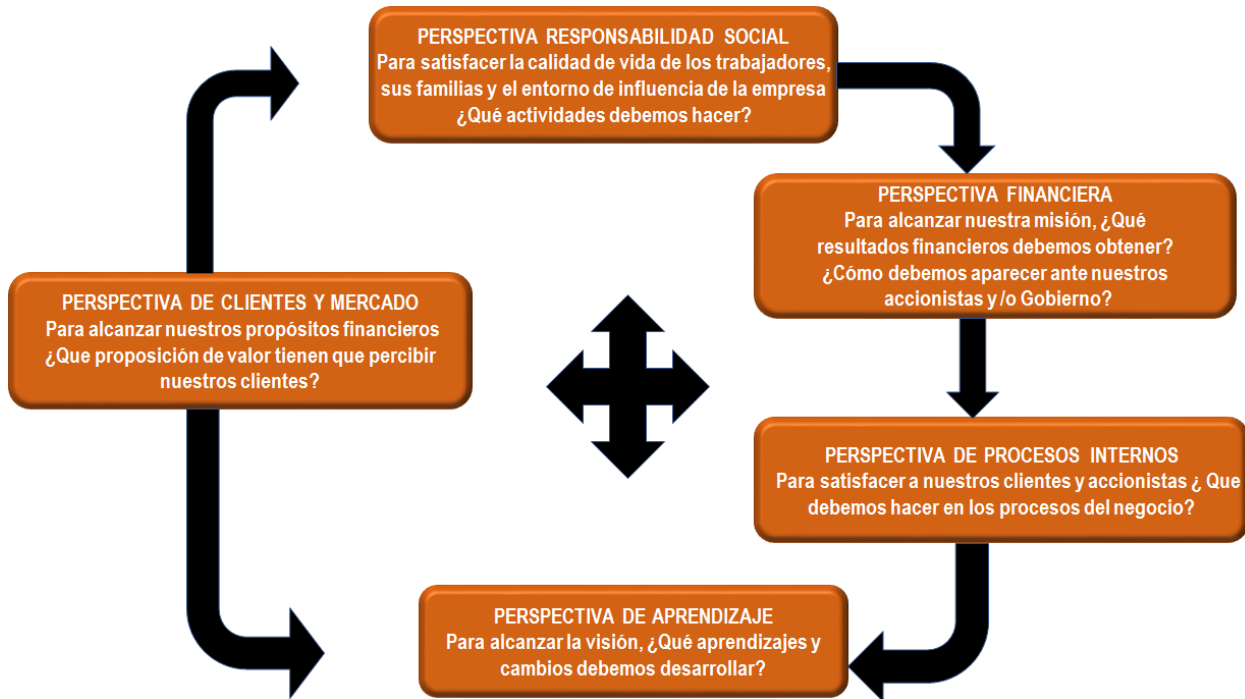 PERSPECTIVA RESPONSABILIDAD SOCIAL
Para satisfacer la calidad de vida de los trabajadores,
sus familias y el entorno de influencia de la empresa
¿Qué actividades debemos hacer?
PERSPECTIVA FINANCIERA
Para alcanzar nuestra misión, ¿Qué
resultados financieros debemos obtener?
¿Cómo debemos aparecer ante nuestros
accionistas y /o Gobierno?
PERSPECTIVA DE CLIENTES Y MERCADO
Para alcanzar nuestros propósitos financieros
¿Que proposición de valor tienen que percibir
nuestros clientes?
PERSPECTIVA DE PROCESOS INTERNOS
Para satisfacer a nuestros clientes y accionistas ¿ Que
debemos hacer en los procesos del negocio?
PERSPECTIVA DE APRENDIZAJE
Para alcanzar la visión, ¿Qué aprendizajes y
cambios debemos desarrollar?